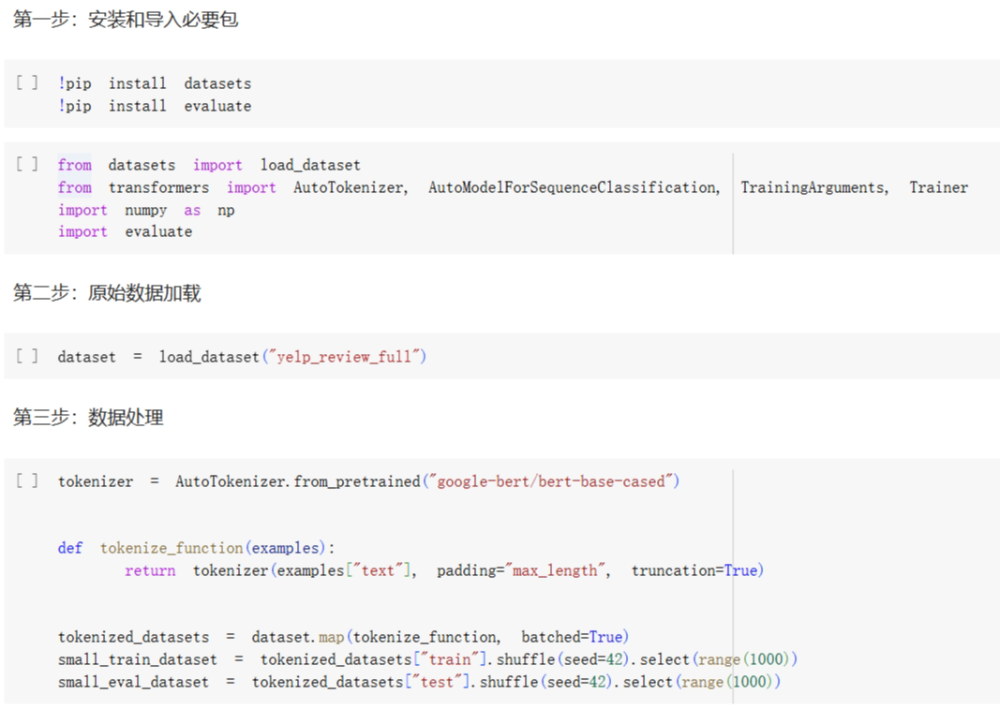 第一步：安装和导入必要包
[ ] !pip install datasets
!pip install evaluate
[ ] from datasets import load_dataset
from transformers import AutoTokenizer, AutoModelForSequenceClassification, TrainingArguments, Trainer
import numpy as np
import evaluate
第二步：原始数据加载
[ ] dataset = load_dataset("yelp_review_full")
第三步：数据处理
[ ] tokenizer = AutoTokenizer.from_pretrained("google-bert/bert-base-cased")
def tokenize_function(examples):
return tokenizer(examples["text"], padding="max_length", truncation=True)
tokenized_datasets = dataset.map(tokenize_function, batched=True)
small_train_dataset = tokenized_datasets["train"].shuffle(seed=42).select(range(1000))
small_eval_dataset = tokenized_datasets["test"].shuffle(seed=42).select(range(1000))